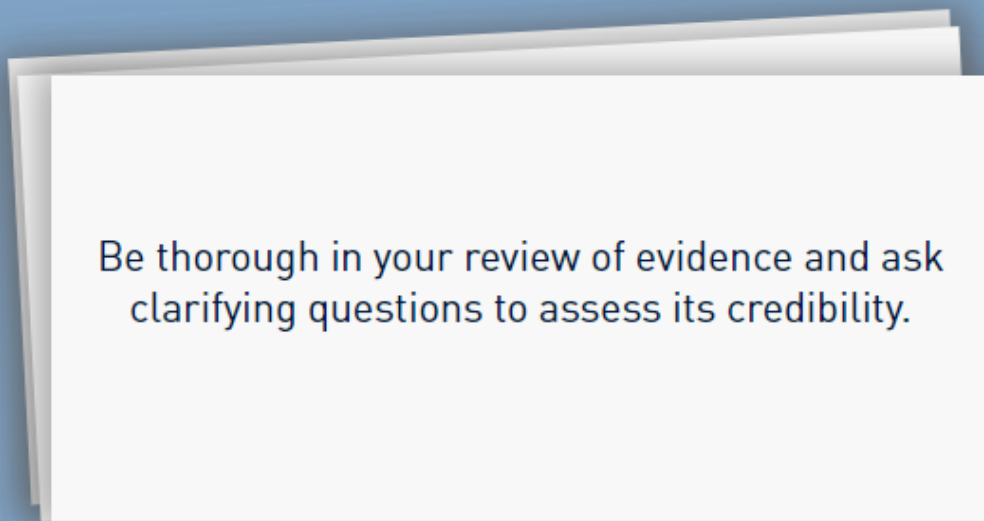 Be thorough in your review of evidence and ask
clarifying questions to assess its credibility.